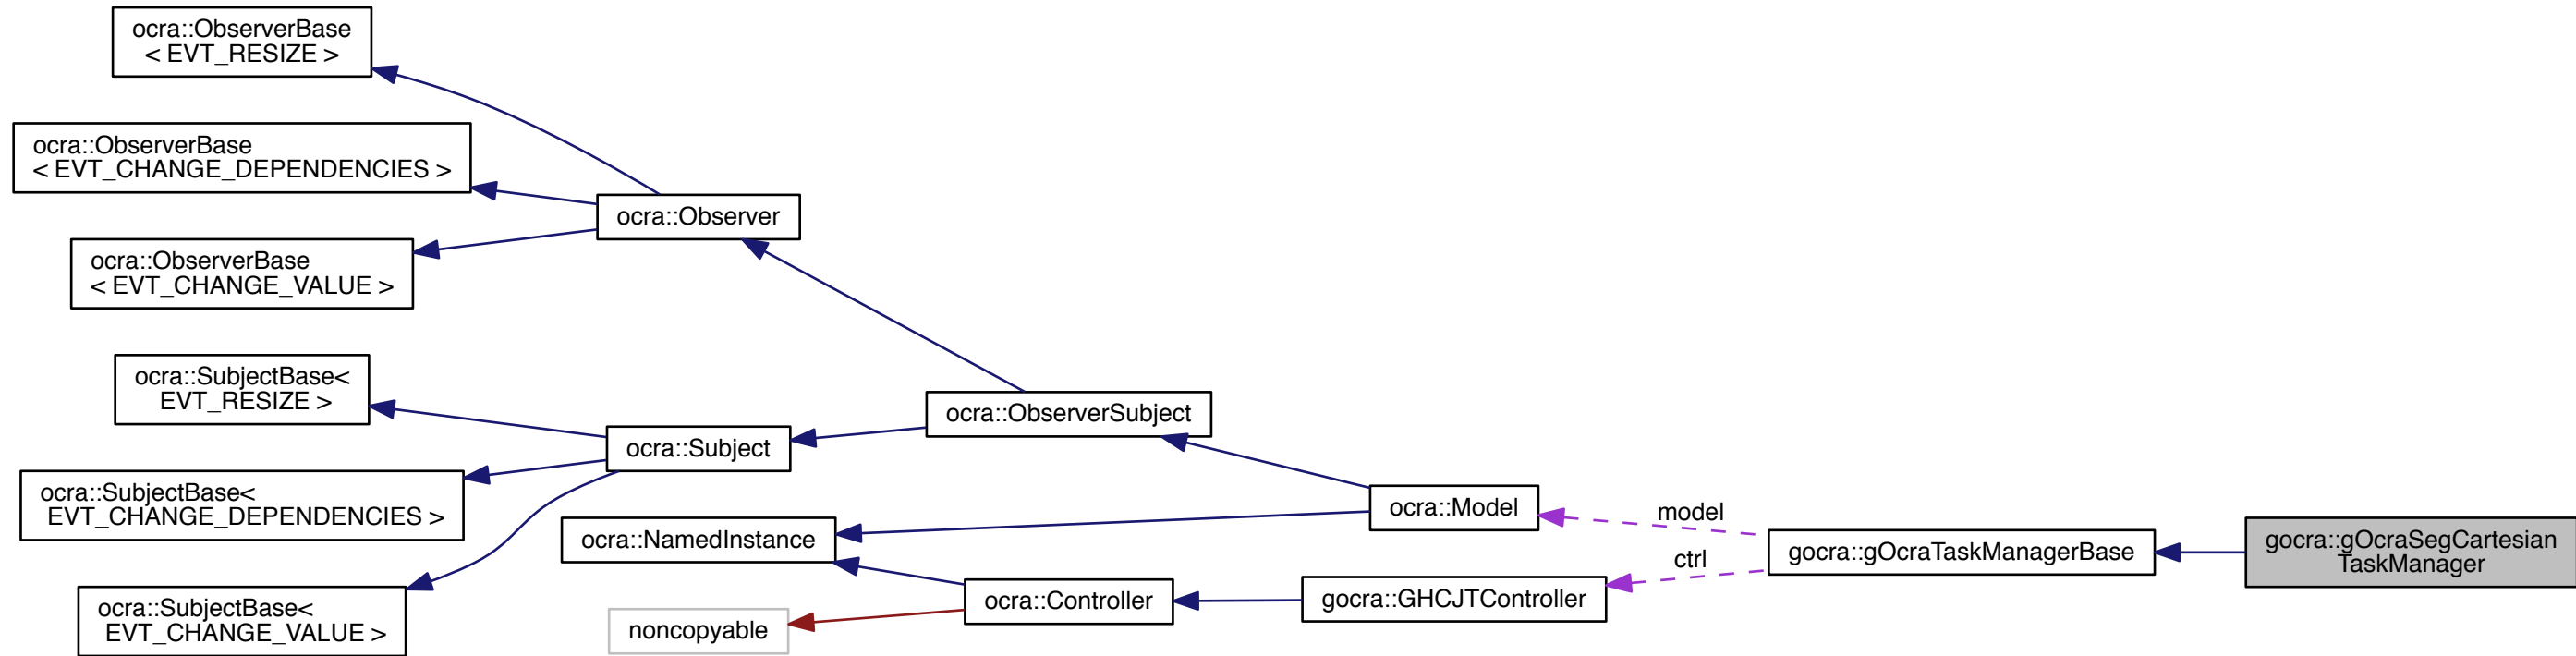 ocra::ObserverBase
< EVT_RESIZE >
ocra::ObserverBase
< EVT_CHANGE_DEPENDENCIES >
ocra::Observer
ocra::ObserverBase
< EVT_CHANGE_VALUE >
ocra::SubjectBase<
EVT_RESIZE >
ocra::ObserverSubject
ocra::Subject
ocra::SubjectBase<
EVT_CHANGE_DEPENDENCIES >
ocra::Model
model
ocra::NamedInstance
ctrl
gocra::gOcraTaskManagerBase
gocra::gOcraSegCartesian
TaskManager
ocra::Controller
gocra::GHCJTController
ocra::SubjectBase<
EVT_CHANGE_VALUE >
noncopyable